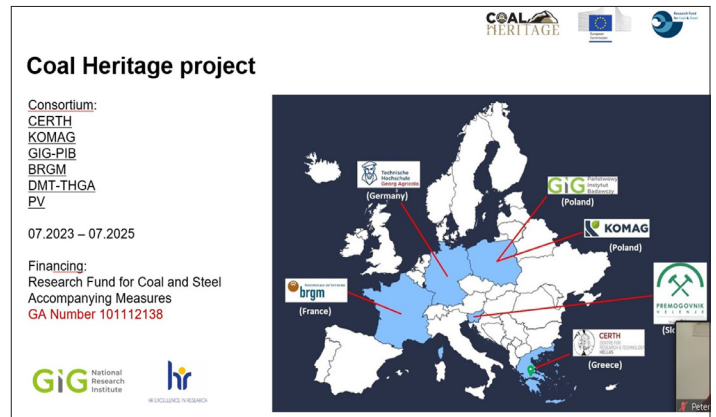 COAL
HERITAGE
European
Commission
Research Fund
for Coal & Steel
Coal Heritage project
Consortium:
CERTH
KOMAG
GIG-PIB
BRGM
DMT-THGA
PV
07.2023 – 07.2025
Financing:
Research Fund for Coal and Steel
Accompanying Measures
GA Number 101112138
GiG National
Research
Institute
hr
HR EXCELLENCE IN RESEARCH
Technische
Hochschule
Georg Agricola
(Germany)
GiG Państwowy
Instytut
Badawczy
(Poland)
KOMAG
(Poland)
brgm
(France)
PREMOGOVNIK
VELENJE
CERTH
CENTRE FOR
RESEARCH & TECHNOLOGY
HELLAS
(Greece)
Peter